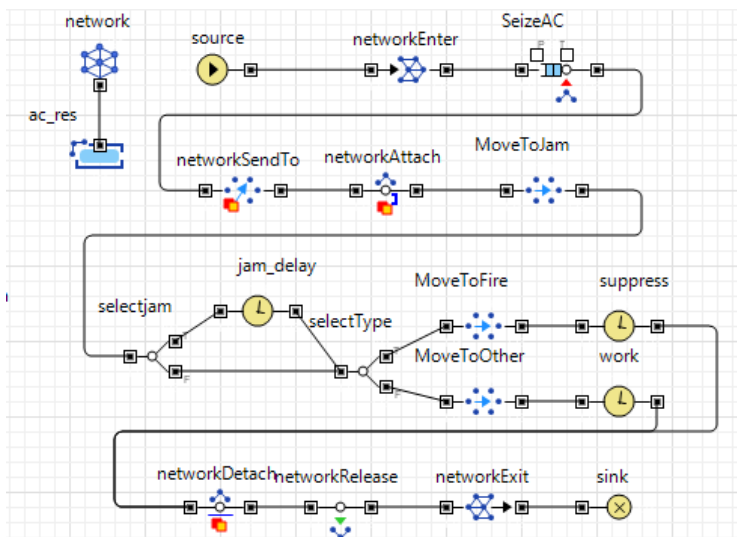 network
source
networkEnter
SeizeAC
P T
ac_res
networkSendTo
networkAttach
MoveToJam
selectjam
jam_delay
T
F
selectType
MoveToFire
suppress
T
MoveToOther
work
F
networkDetach
networkRelease
networkExit
sink